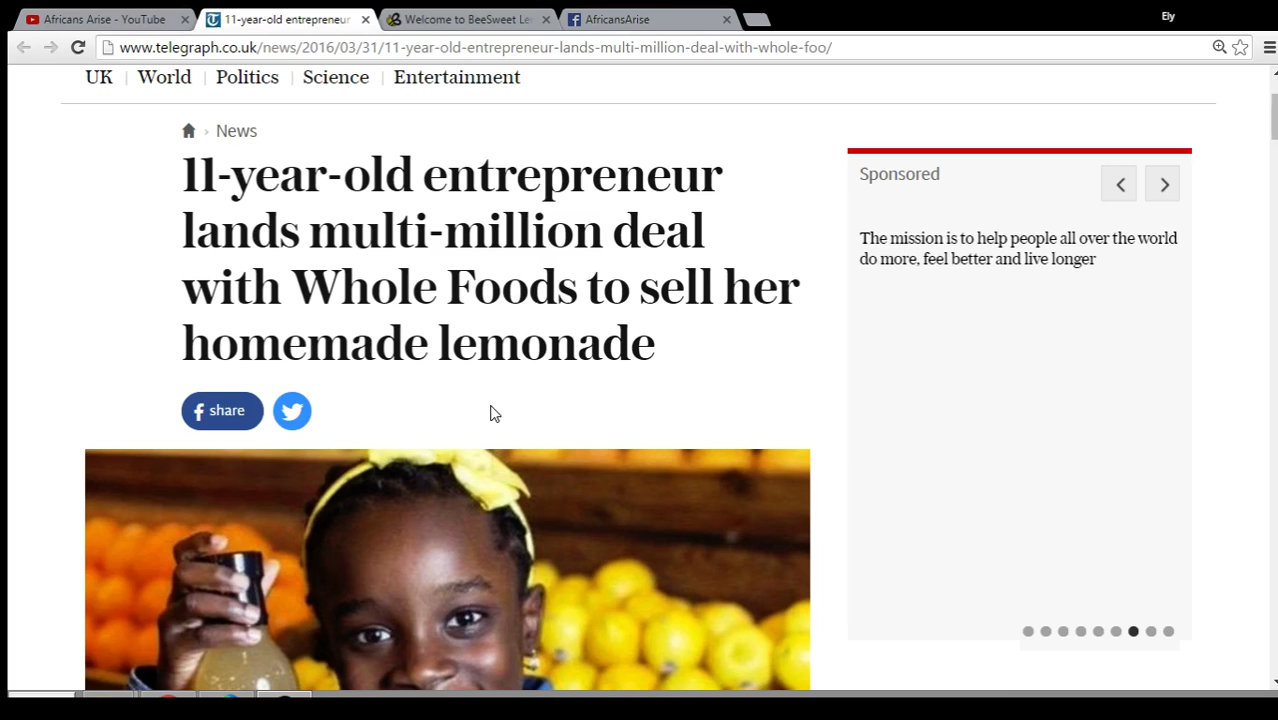 Africans Arise - YouTube
11-year-old entrepreneur
Welcome to BeeSweet Le
AfricansArise
Ely
www.telegraph.co.uk/news/2016/03/31/11-year-old-entrepreneur-lands-multi-million-deal-with-whole-foo/
UK World Politics Science Entertainment
News
11-year-old entrepreneur
lands multi-million deal
with Whole Foods to sell her
homemade lemonade
share
Sponsored
The mission is to help people all over the world
do more, feel better and live longer